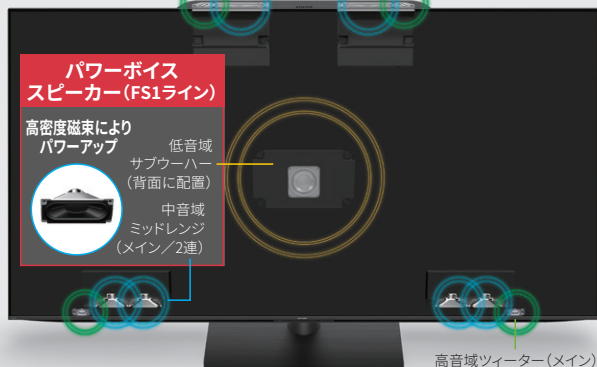 パワーボイス
スピーカー（FS1ライン）
高密度磁束により
パワーアップ
低音域
サブウーハー
（背面に配置）
中音域
ミッドレンジ
（メイン／2連）
高音域ツィーター（メイン）